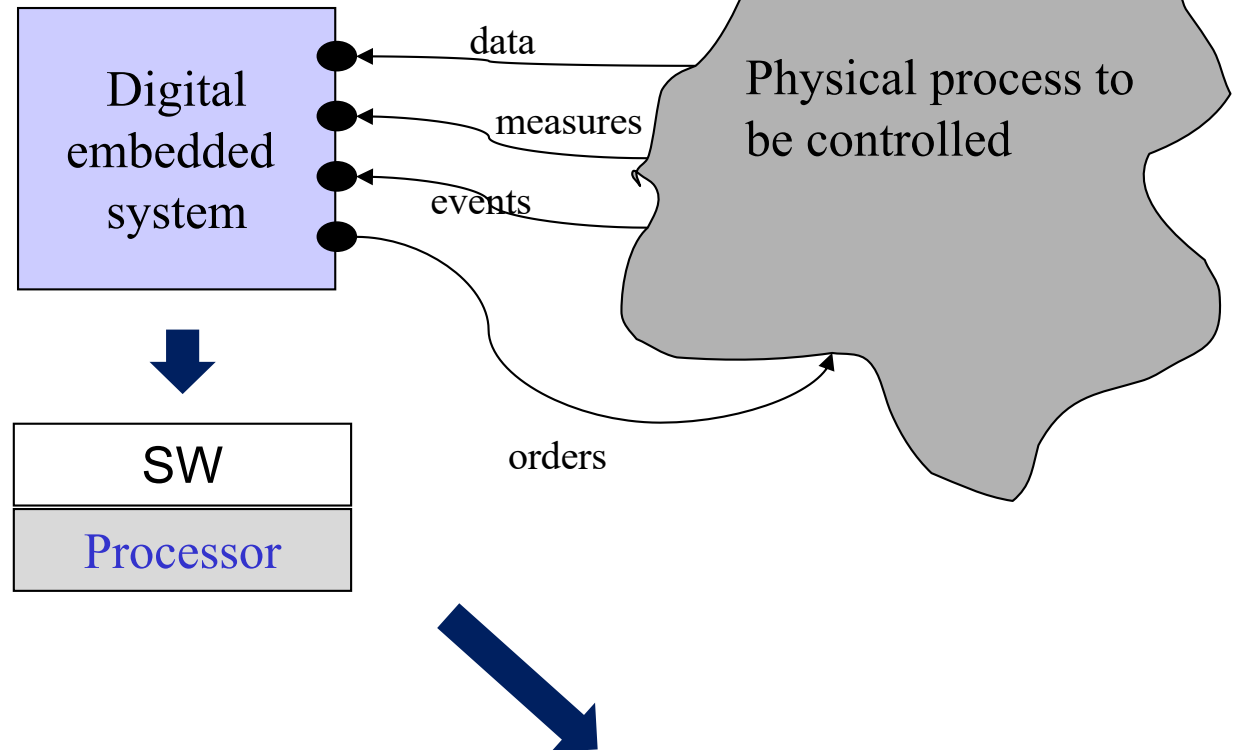 Digital
embedded
system
data
measures
events
orders
Physical process to
be controlled
SW
Processor